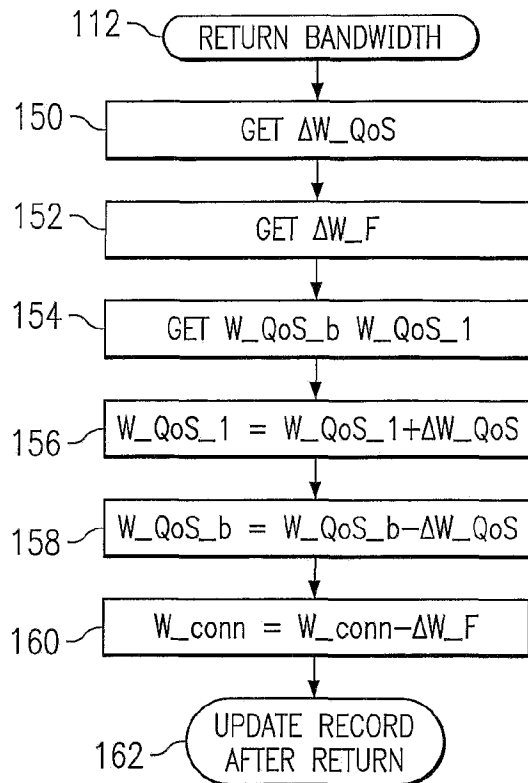 112 RETURN BANDWIDTH
150 GET ΔW_QoS
152 GET ΔW_F
154 GET W_QoS_b W_QoS_1
156 W_QoS_1 = W_QoS_1+ΔW_QoS
158 W_QoS_b = W_QoS_b-ΔW_QoS
160 W_conn = W_conn-ΔW_F
162 UPDATE RECORD
AFTER RETURN